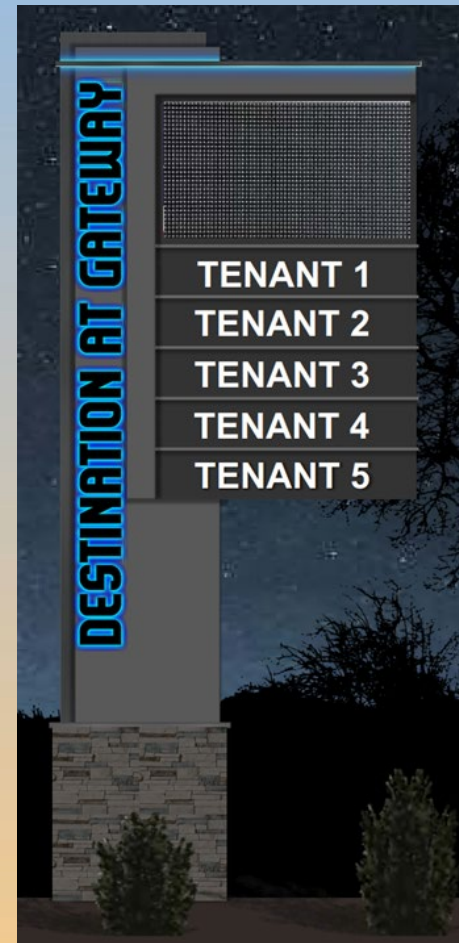 DESTINATION AT GATEWAY
TENANT 1
TENANT 2
TENANT 3
TENANT 4
TENANT 5